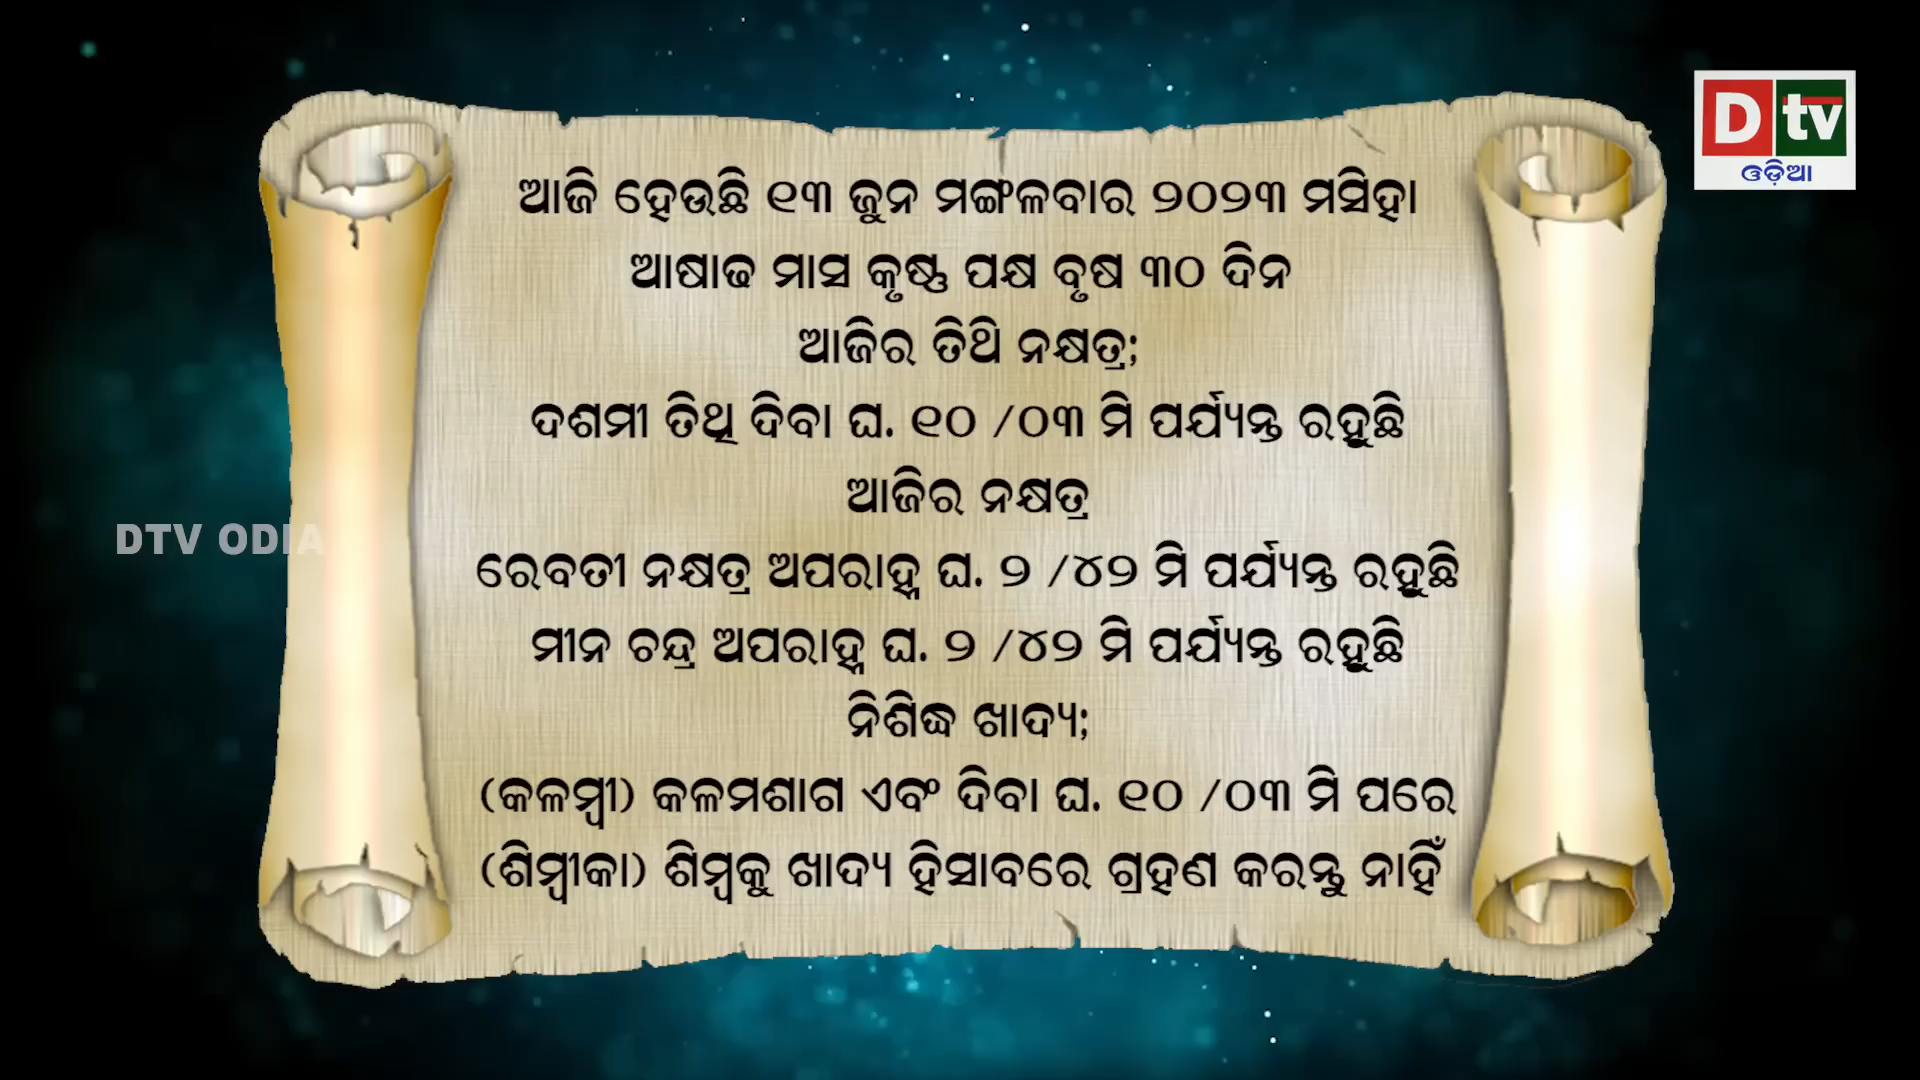 Dtv
ଓଡ଼ିଆ
ଆଜି ହେଉଛି ୧୩ ଜୁନ ମଙ୍ଗଳବାର ୨୦୨୩ ମସିହା
ଆଷାଢ ମାସ କୃଷ୍ଣ ପକ୍ଷ ବୃଷ ୩୦ ଦିନ
ଆଜିର ତିଥି ନକ୍ଷତ୍ର;
ଦଶମୀ ତିଥି ଦିବା ଘ. ୧୦ /୦୩ ମି ପର୍ଯ୍ୟନ୍ତ ରହୁଛି
ଆଜିର ନକ୍ଷତ୍ର
ରେବତୀ ନକ୍ଷତ୍ର ଅପରାହ୍ନ ଘ. ୨ /୪୨ ମି ପର୍ଯ୍ୟନ୍ତ ରହୁଛି
ମୀନ ଚନ୍ଦ୍ର ଅପରାହ୍ନ ଘ. ୨ /୪୨ ମି ପର୍ଯ୍ୟନ୍ତ ରହୁଛି
ନିଶିଦ୍ଧ ଖାଦ୍ୟ;
(କଳମ୍ବୀ) କଳମଶାଗ ଏବଂ ଦିବା ଘ. ୧୦ /୦୩ ମି ପରେ
(ଶିମ୍ବୀକା) ଶିମ୍ବକୁ ଖାଦ୍ୟ ହିସାବରେ ଗ୍ରହଣ କରନ୍ତୁ ନାହିଁ
DTV ODIA